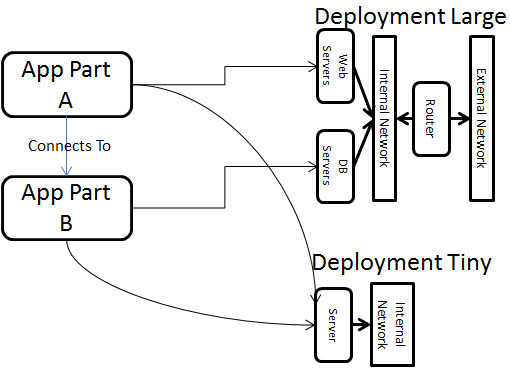 Deployment Large
App Part
A
Web
Servers
Internal Network
Router
External Network
Connects To
DB
Servers
App Part
B
Deployment Tiny
Server
Internal
Network